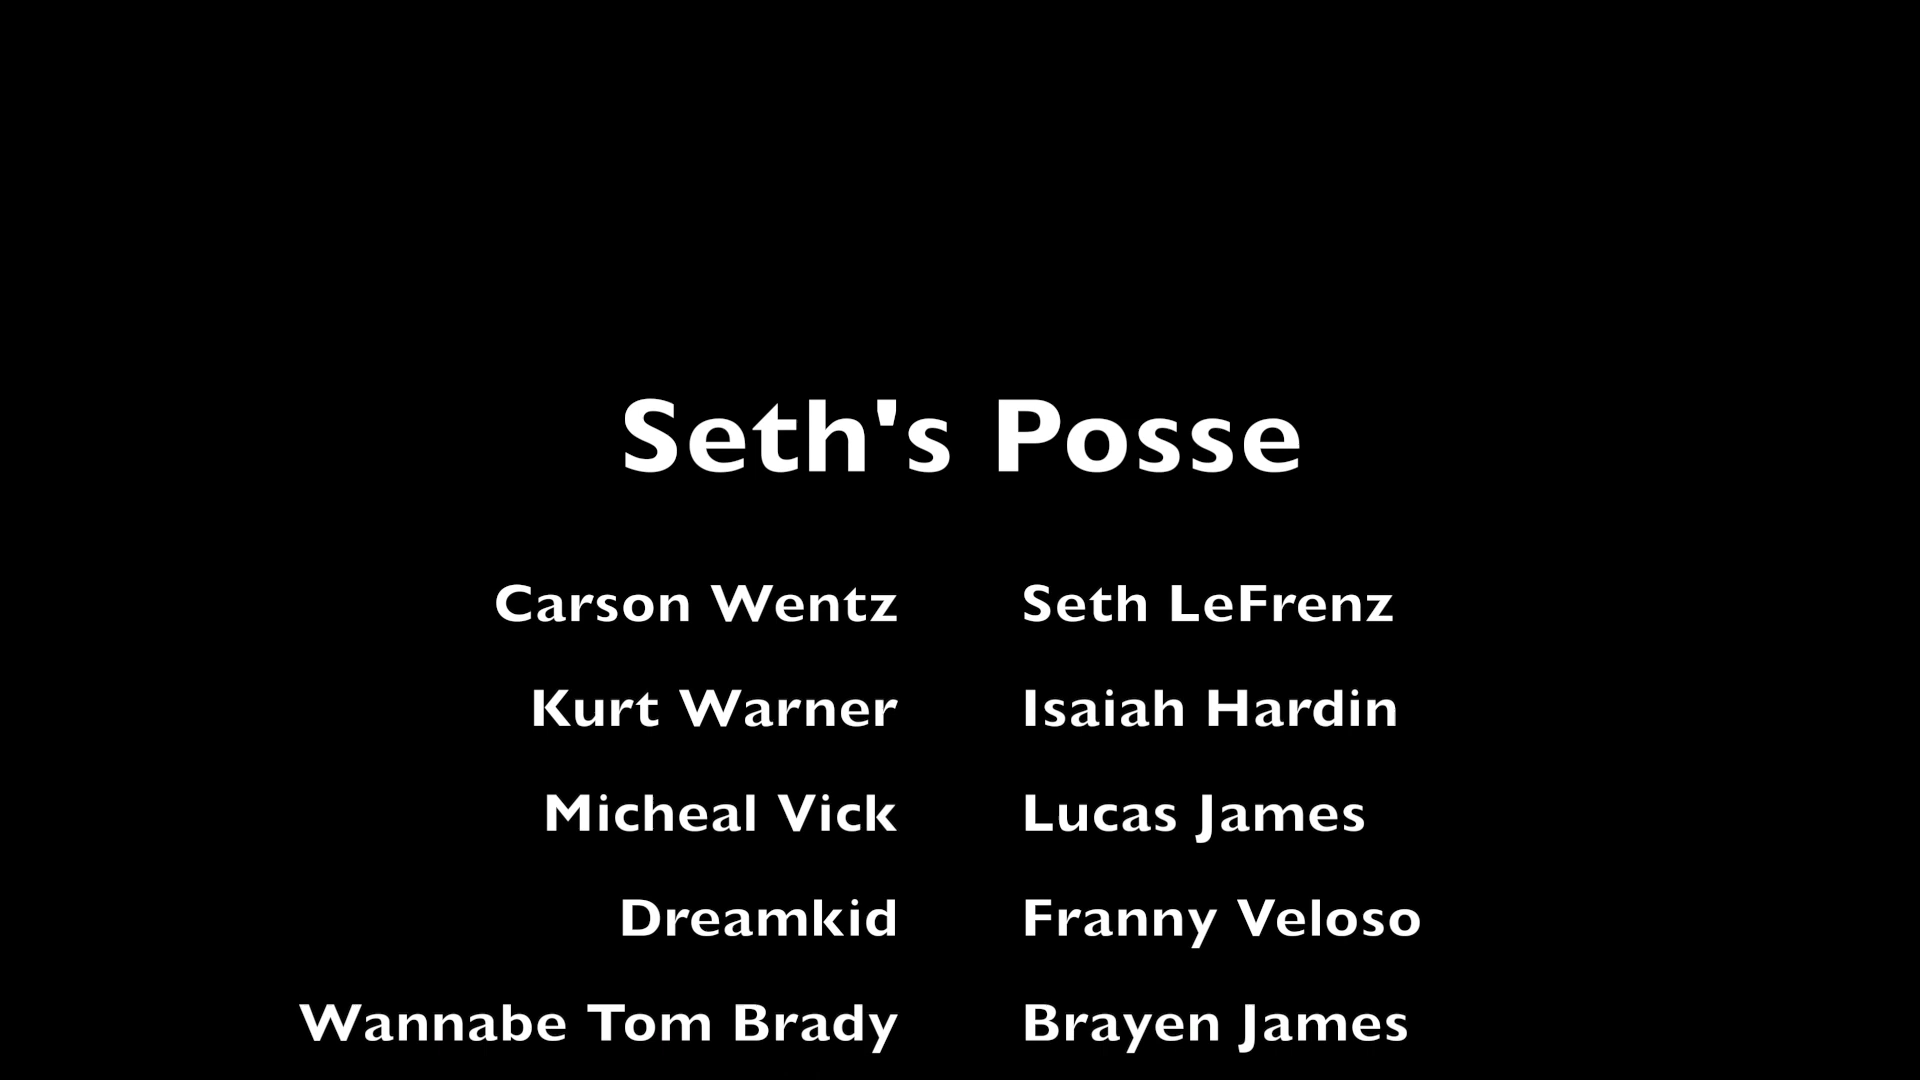 Seth's Posse
Carson Wentz Seth LeFrenz
Kurt Warner Isaiah Hardin
Micheal Vick Lucas James
Dreamkid Franny Veloso
Wannabe Tom Brady Brayen James